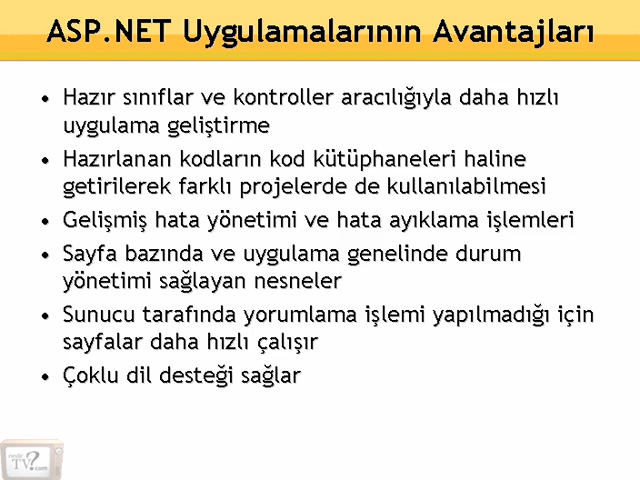 ASP.NET Uygulamalarının Avantajları
• Hazır sınıflar ve kontroller aracılığıyla daha hızlı
uygulama geliştirme
• Hazırlanan kodların kod kütüphaneleri haline
getirilerek farklı projelerde de kullanılabilmesi
• Gelişmiş hata yönetimi ve hata ayıklama işlemleri
• Sayfa bazında ve uygulama genelinde durum
yönetimi sağlayan nesneler
• Sunucu tarafında yorumlama işlemi yapılmadığı için
sayfalar daha hızlı çalışır
• Çoklu dil desteği sağlar
TV?
.com